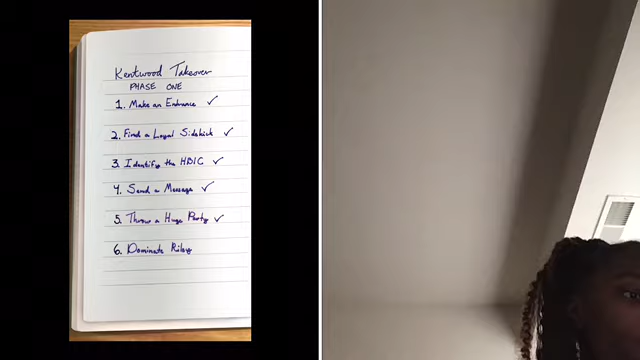 Kentwood Takeover
PHASE ONE
1. Make an Entrance ✓
2. Find a Loyal Sidekick ✓
3. Identify the HBIC ✓
4. Send a Message ✓
5. Throw a Huge Party ✓
6. Dominate Riley